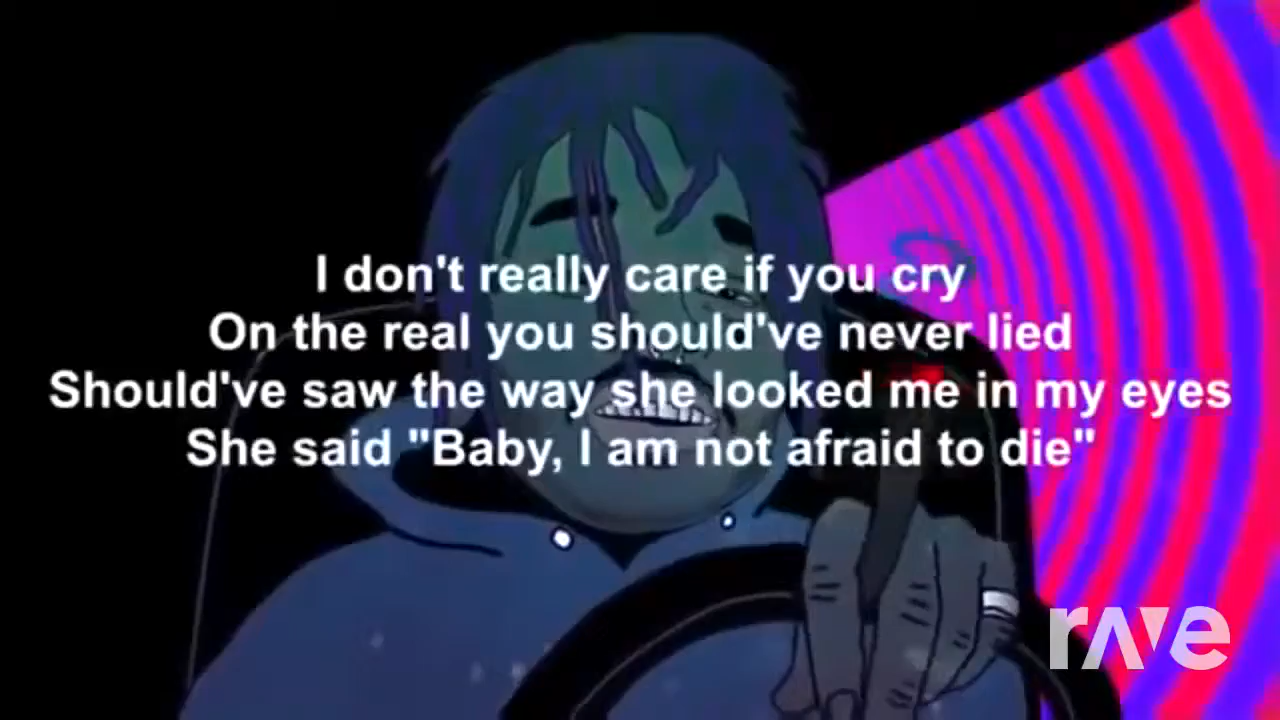 I don't really care if you cry
On the real you should've never lied
Should've saw the way she looked me in my eyes
She said "Baby, I am not afraid to die"
rave